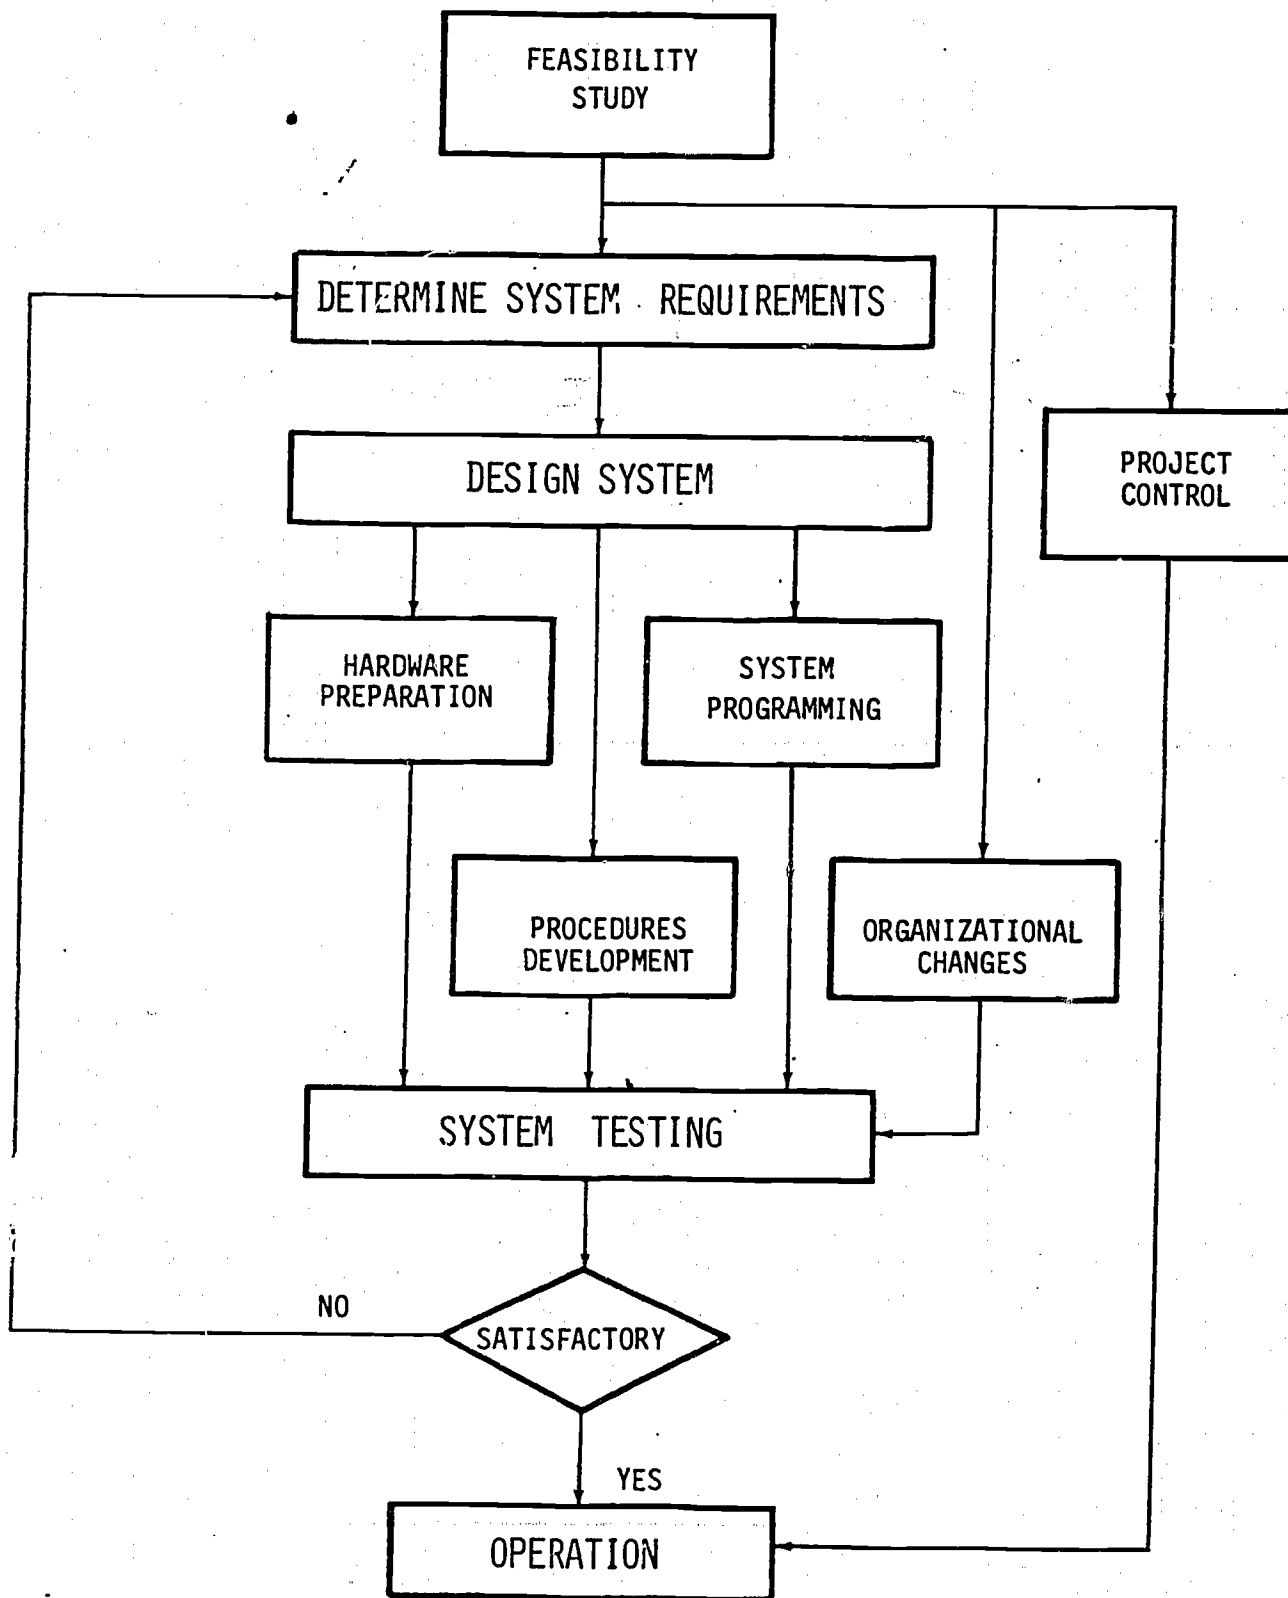 FEASIBILITY
STUDY
DETERMINE SYSTEM REQUIREMENTS
DESIGN SYSTEM
PROJECT
CONTROL
HARDWARE
PREPARATION
SYSTEM
PROGRAMMING
PROCEDURES
DEVELOPMENT
ORGANIZATIONAL
CHANGES
SYSTEM TESTING
NO
SATISFACTORY
YES
OPERATION